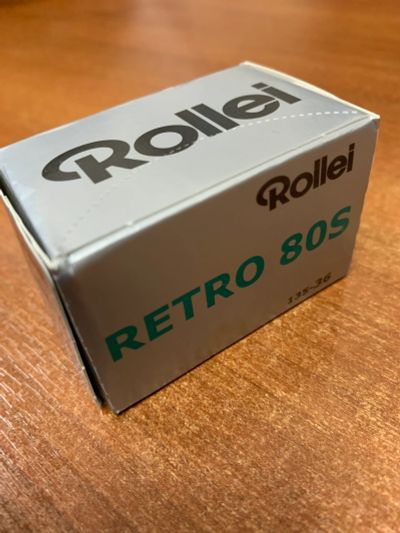 Rollei
Rollei
RETRO 80S
135-36